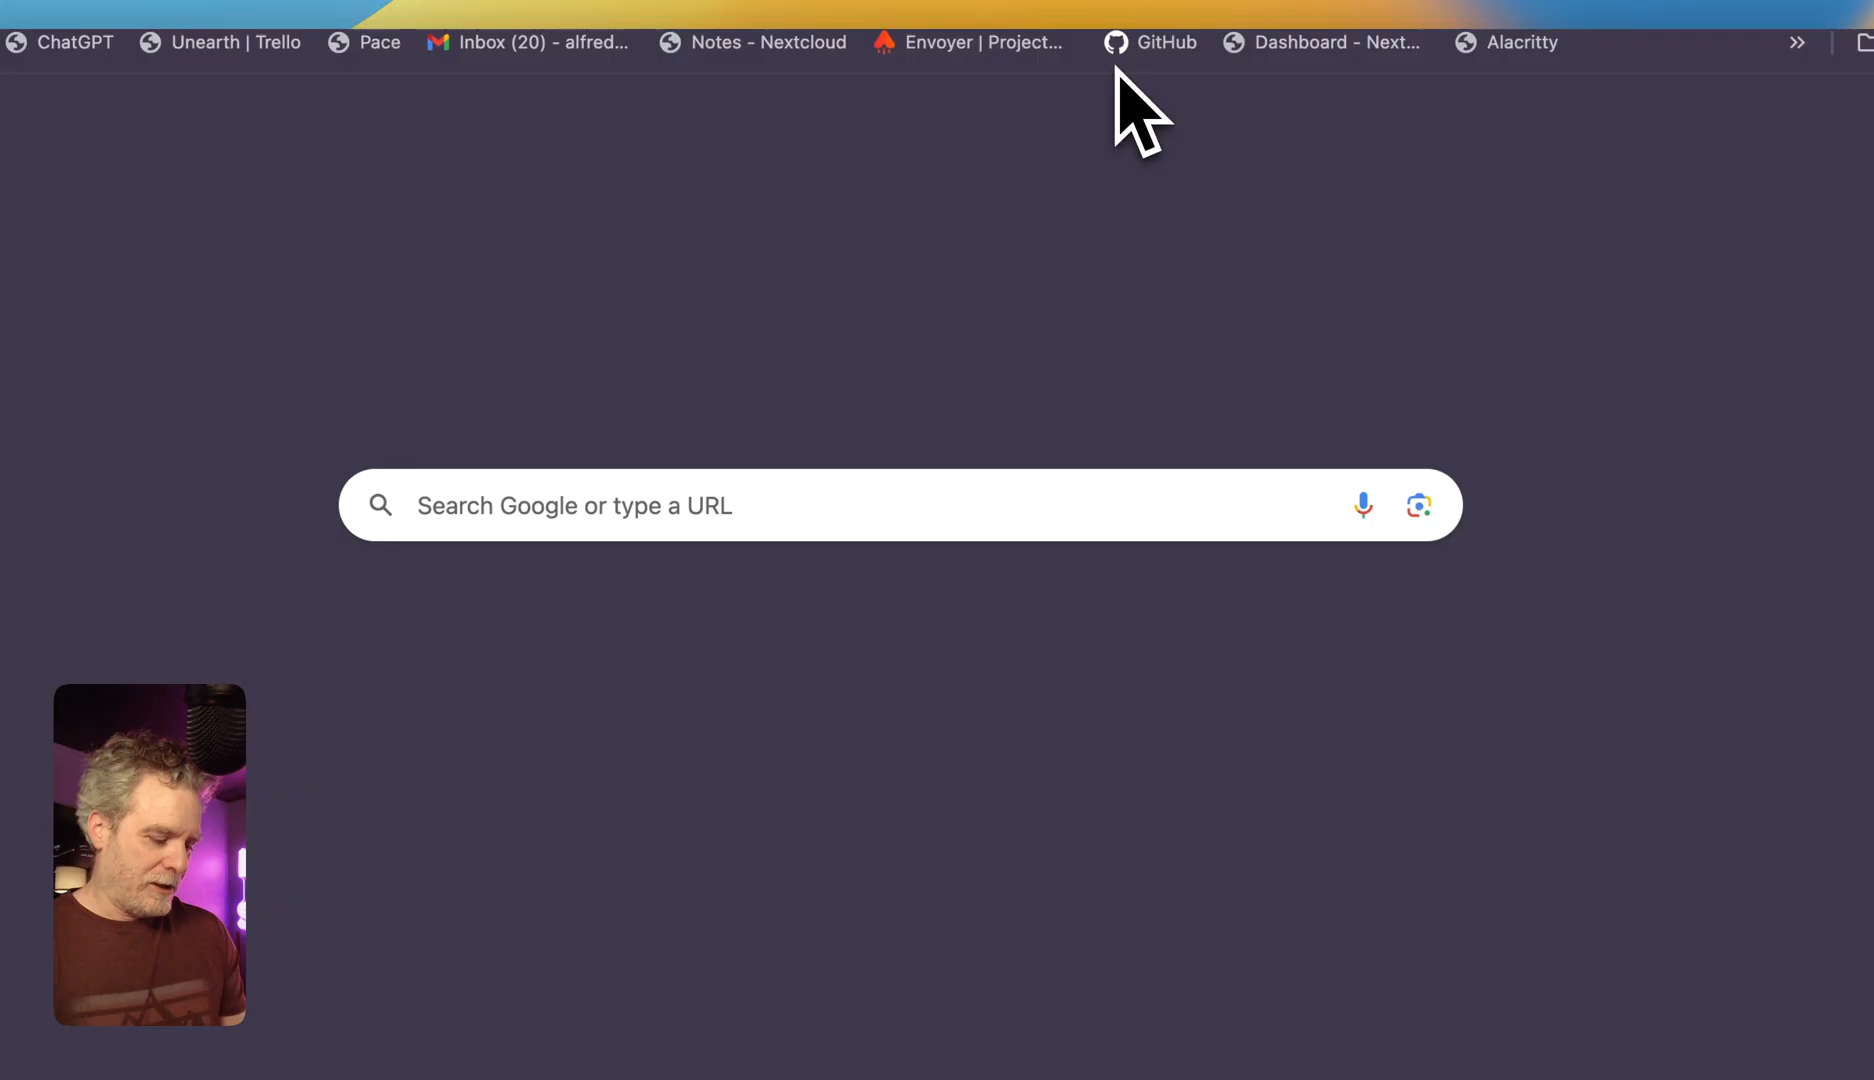 ChatGPT Unearth | Trello Pace Inbox (20) - alfred... Notes - Nextcloud Envoyer | Project... GitHub Dashboard - Next... Alacritty
Search Google or type a URL